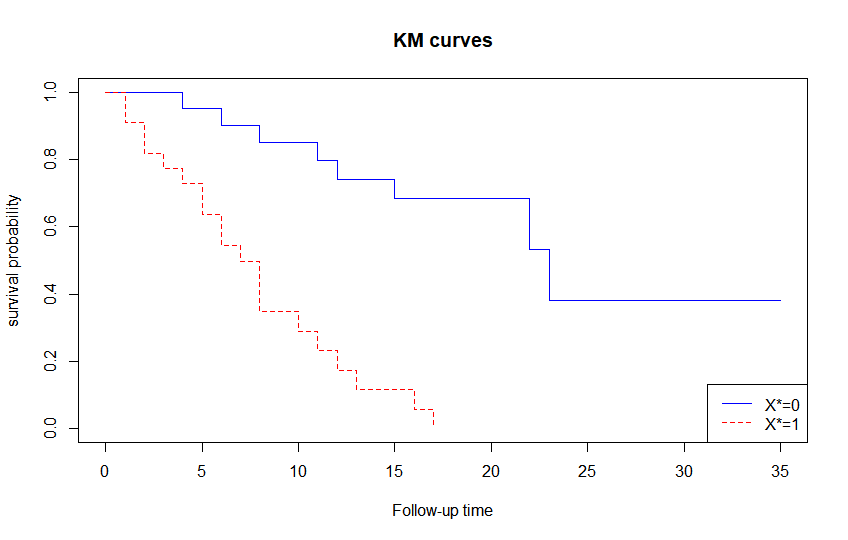 KM curves
survival probability
1.0
0.8
0.6
0.4
0.2
0.0
0 5 10 15 20 25 30 35
Follow-up time
X*=0
X*=1